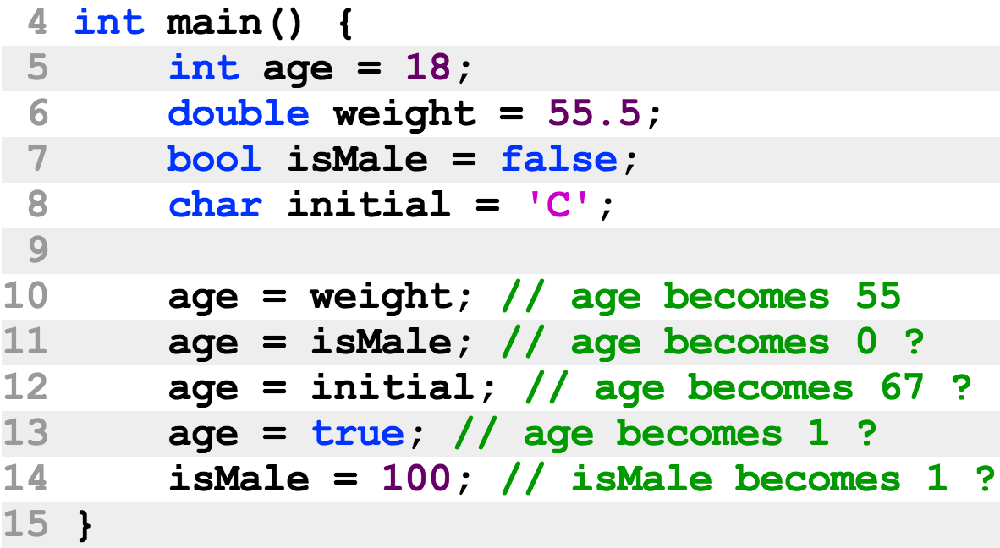 4 int main() {
5     int age = 18;
6     double weight = 55.5;
7     bool isMale = false;
8     char initial = 'C';
9
10     age = weight; // age becomes 55
11     age = isMale; // age becomes 0 ?
12     age = initial; // age becomes 67 ?
13     age = true; // age becomes 1 ?
14     isMale = 100; // isMale becomes 1 ?
15 }